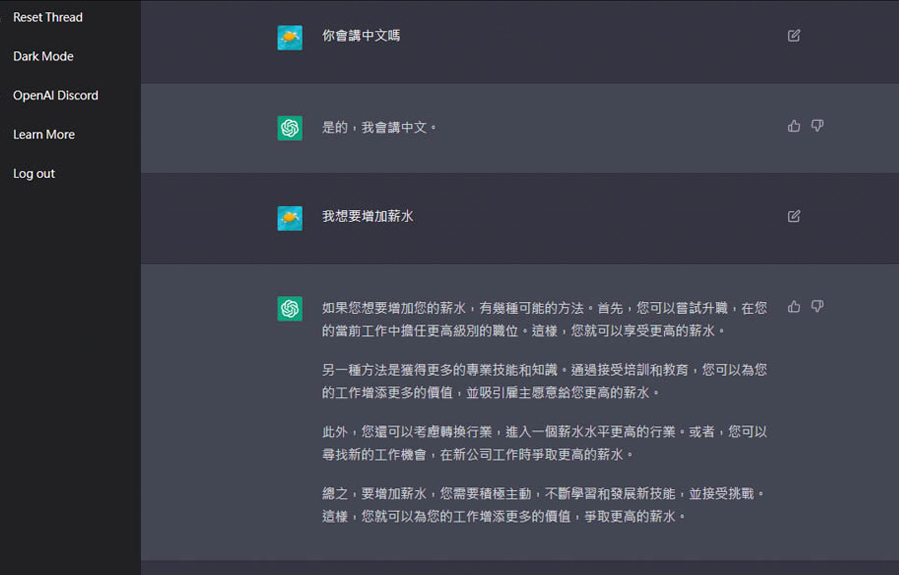 Reset Thread
Dark Mode
OpenAI Discord
Learn More
Log out
你會講中文嗎
是的，我會講中文。
我想要增加薪水
如果您想要增加您的薪水，有幾種可能的方法。首先，您可以嘗試升職，在您
的當前工作中擔任更高級別的職位。這樣，您就可以享受更高的薪水。
另一種方法是獲得更多的專業技能和知識。通過接受培訓和教育，您可以為您
的工作增添更多的價值，並吸引雇主愿意給您更高的薪水。
此外，您還可以考慮轉換行業，進入一個薪水水平更高的行業。或者，您可以
尋找新的工作機會，在新公司工作時爭取更高的薪水。
總之，要增加薪水，您需要積極主動，不斷學習和發展新技能，並接受挑戰。
這樣，您就可以為您的工作增添更多的價值，爭取更高的薪水。